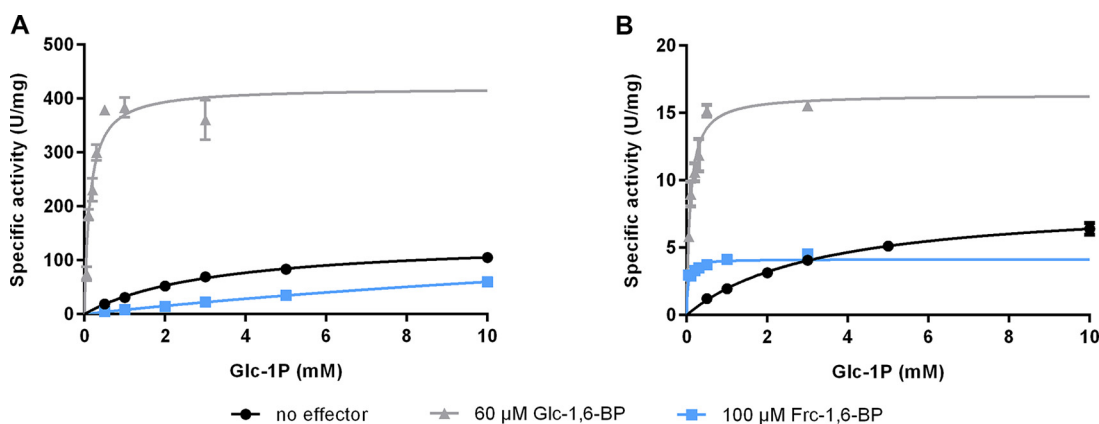 A
Specific activity (U/mg)
500
400
300
200
100
0
0 2 4 6 8 10
Glc-1P (mM)
B
Specific activity (U/mg)
20
15
10
5
0
0 2 4 6 8 10
Glc-1P (mM)
no effector 60 µM Glc-1,6-BP 100 µM Frc-1,6-BP